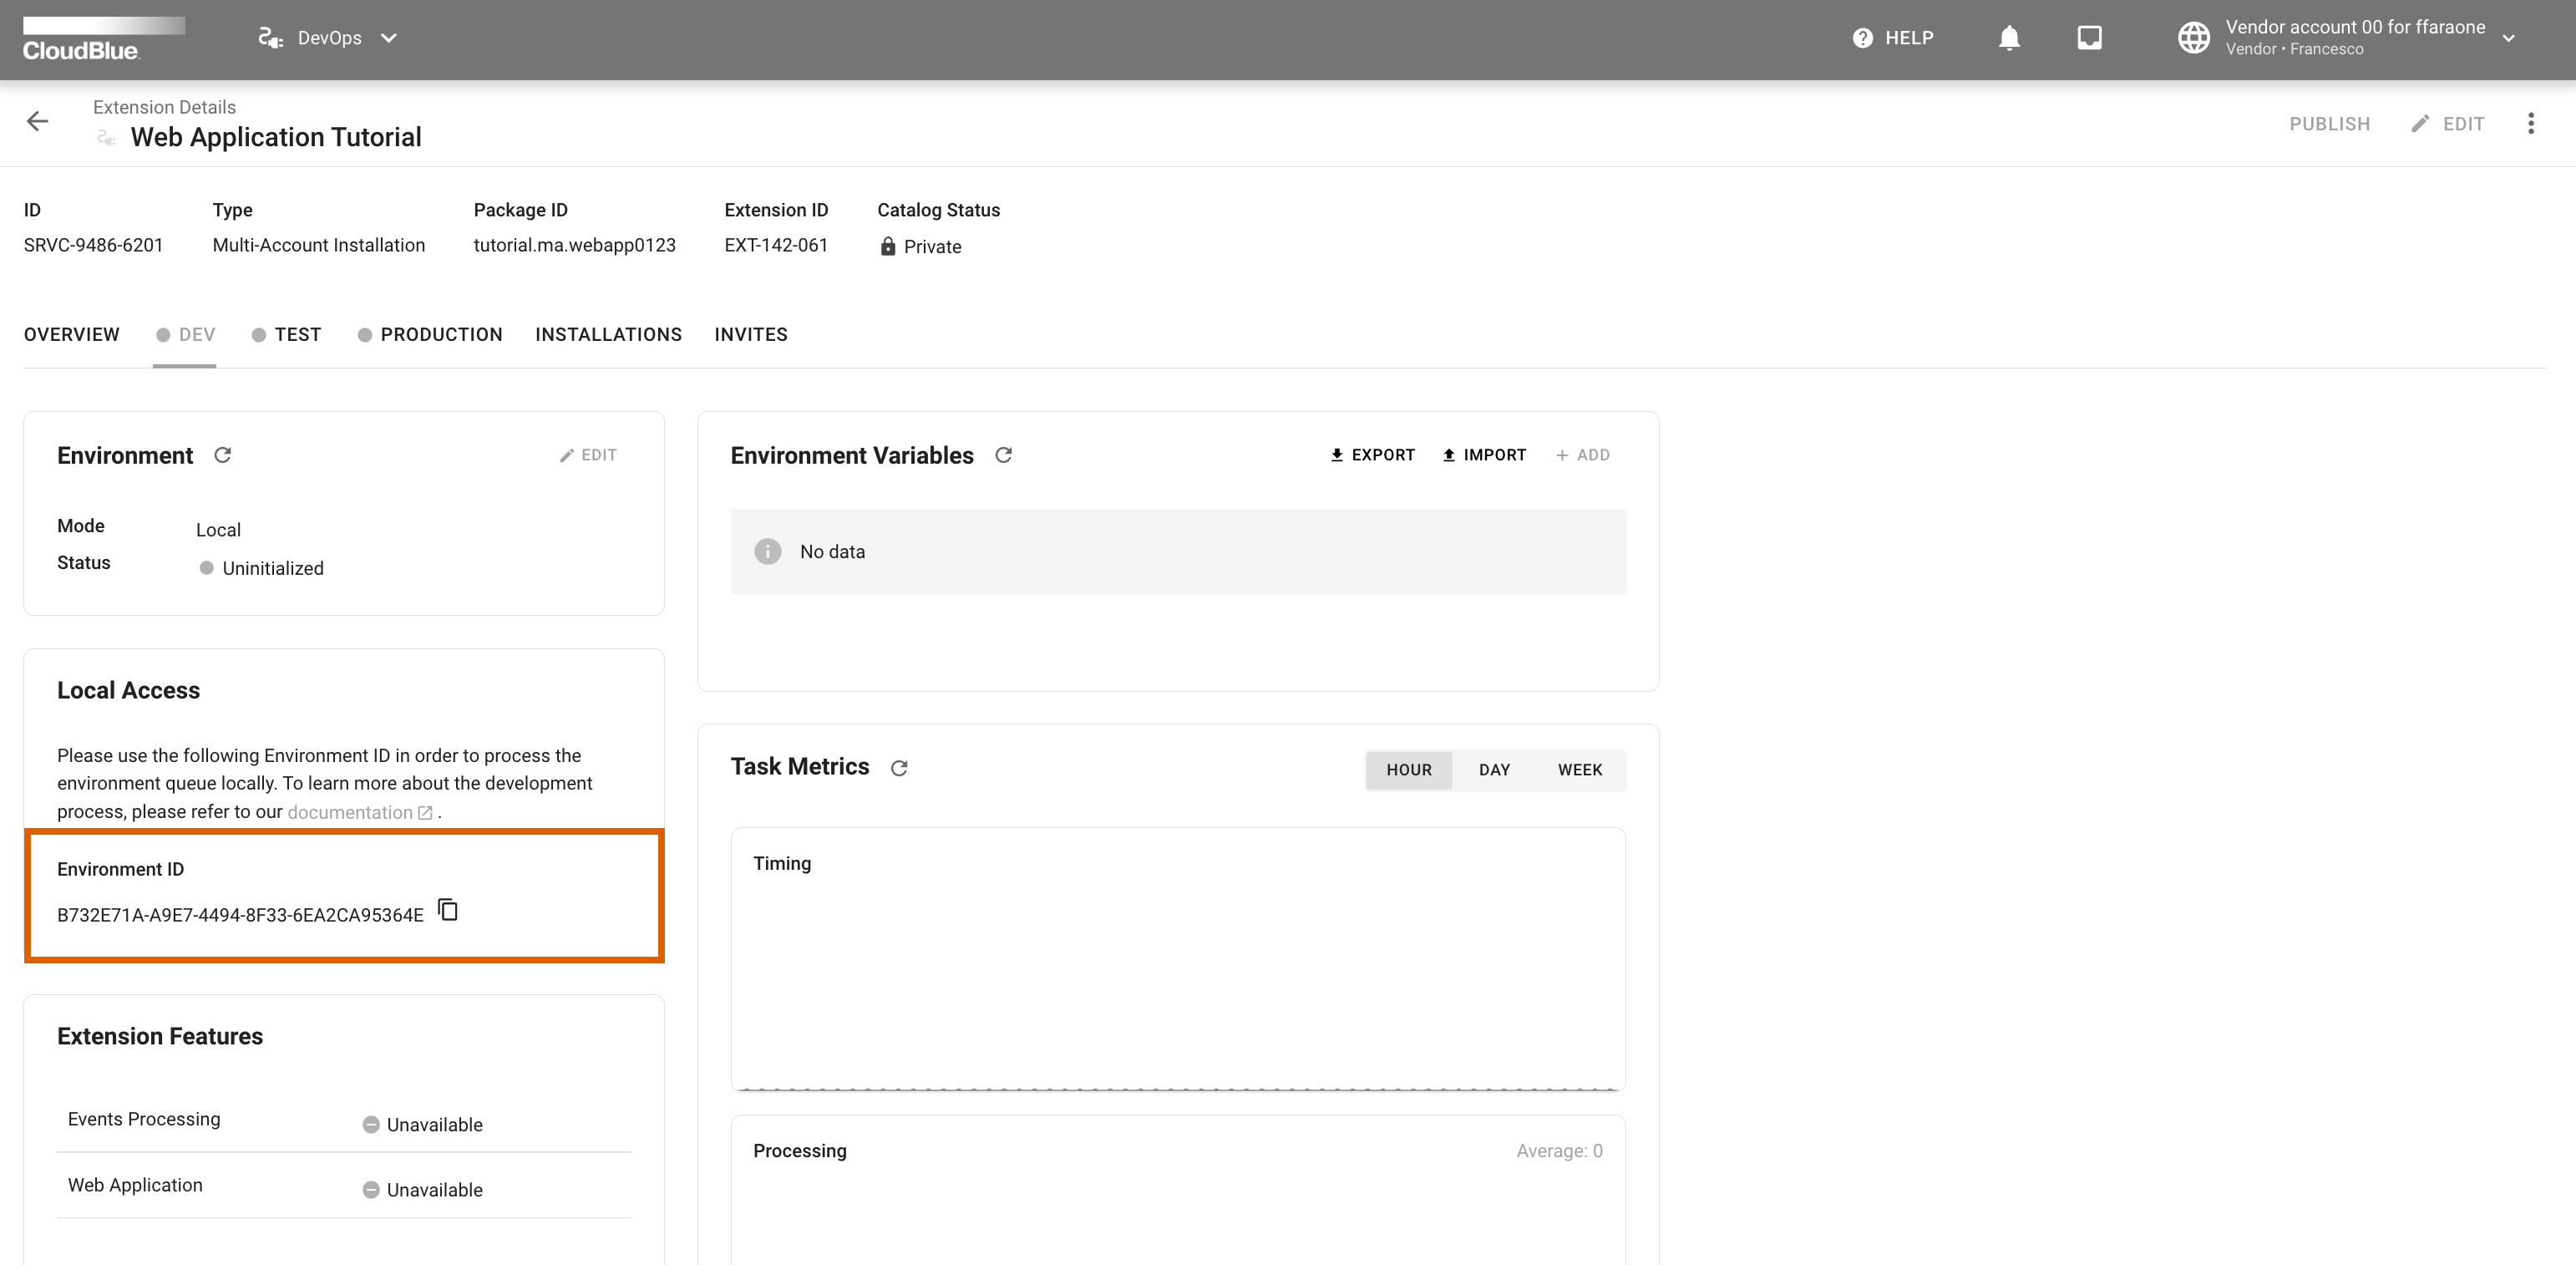 CloudBlue
DevOps
HELP
Vendor account 00 for ffaraone
Vendor • Francesco
Extension Details
Web Application Tutorial
PUBLISH
EDIT
ID
Type
Package ID
Extension ID
Catalog Status
SRVC-9486-6201
Multi-Account Installation
tutorial.ma.webapp0123
EXT-142-061
Private
OVERVIEW
DEV
TEST
PRODUCTION
INSTALLATIONS
INVITES
Environment
EDIT
Mode
Local
Status
Uninitialized
Local Access
Please use the following Environment ID in order to process the
environment queue locally. To learn more about the development
process, please refer to our documentation .
Environment ID
B732E71A-A9E7-4494-8F33-6EA2CA95364E
Extension Features
Events Processing
Unavailable
Web Application
Unavailable
Environment Variables
EXPORT
IMPORT
+ ADD
No data
Task Metrics
HOUR
DAY
WEEK
Timing
Processing
Average: 0